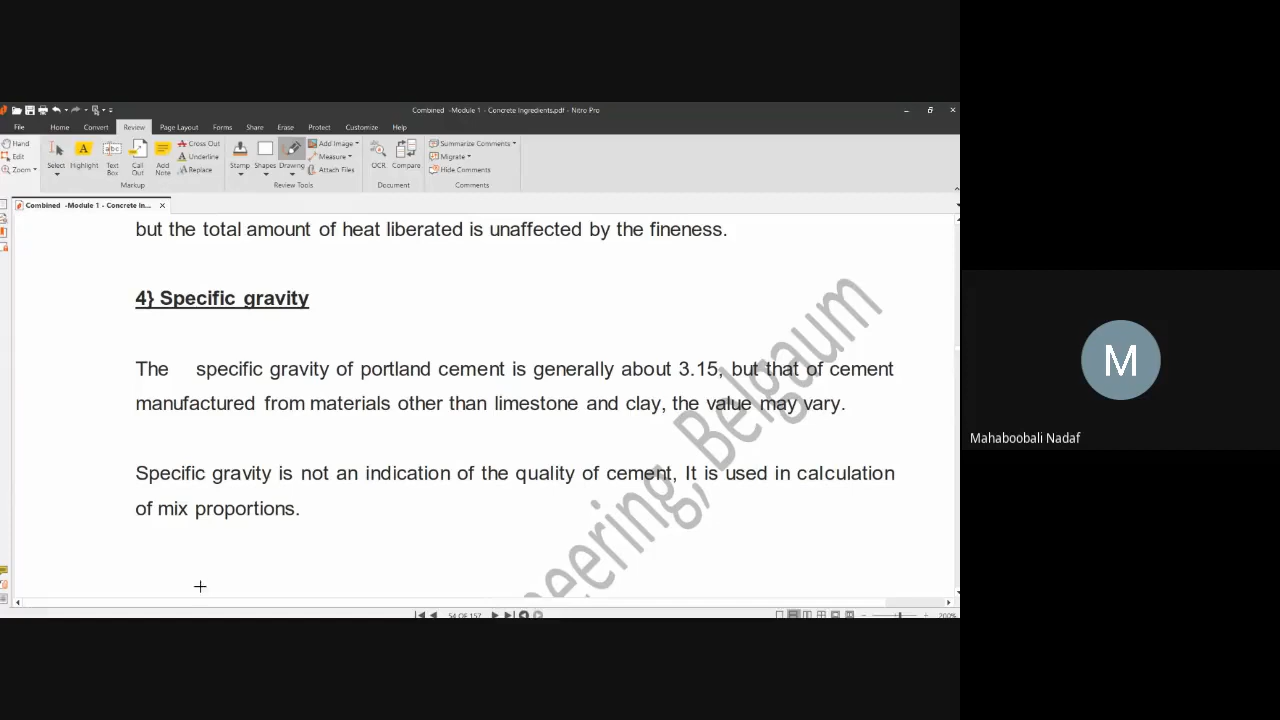 Combined -Module 1 - Concrete Ingredients.pdf - Nitro Pro
File Home Convert Review Page Layout Forms Share Erase Protect Customize Help
Hand
Edit
Zoom
Select
Highlight
Text Box
Call Out
Add Note
Cross Out
Underline
Replace
Markup
Stamp
Shapes
Drawing
Add Image
Measure
Attach Files
Review Tools
OCR
Compare
Document
Summarize Comments
Migrate
Hide Comments
Comments
Combined -Module 1 - Concrete In...
but the total amount of heat liberated is unaffected by the fineness.
4} Specific gravity
The specific gravity of portland cement is generally about 3.15, but that of cement
manufactured from materials other than limestone and clay, the value may vary.
Specific gravity is not an indication of the quality of cement, It is used in calculation
of mix proportions.
eering, Belgaum
54 OF 157
200%
M
Mahaboobali Nadaf